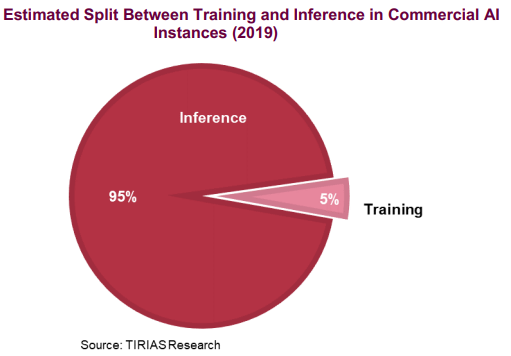 Estimated Split Between Training and Inference in Commercial AI
Instances (2019)
Inference
95%
5%
Training
Source: TIRIAS Research